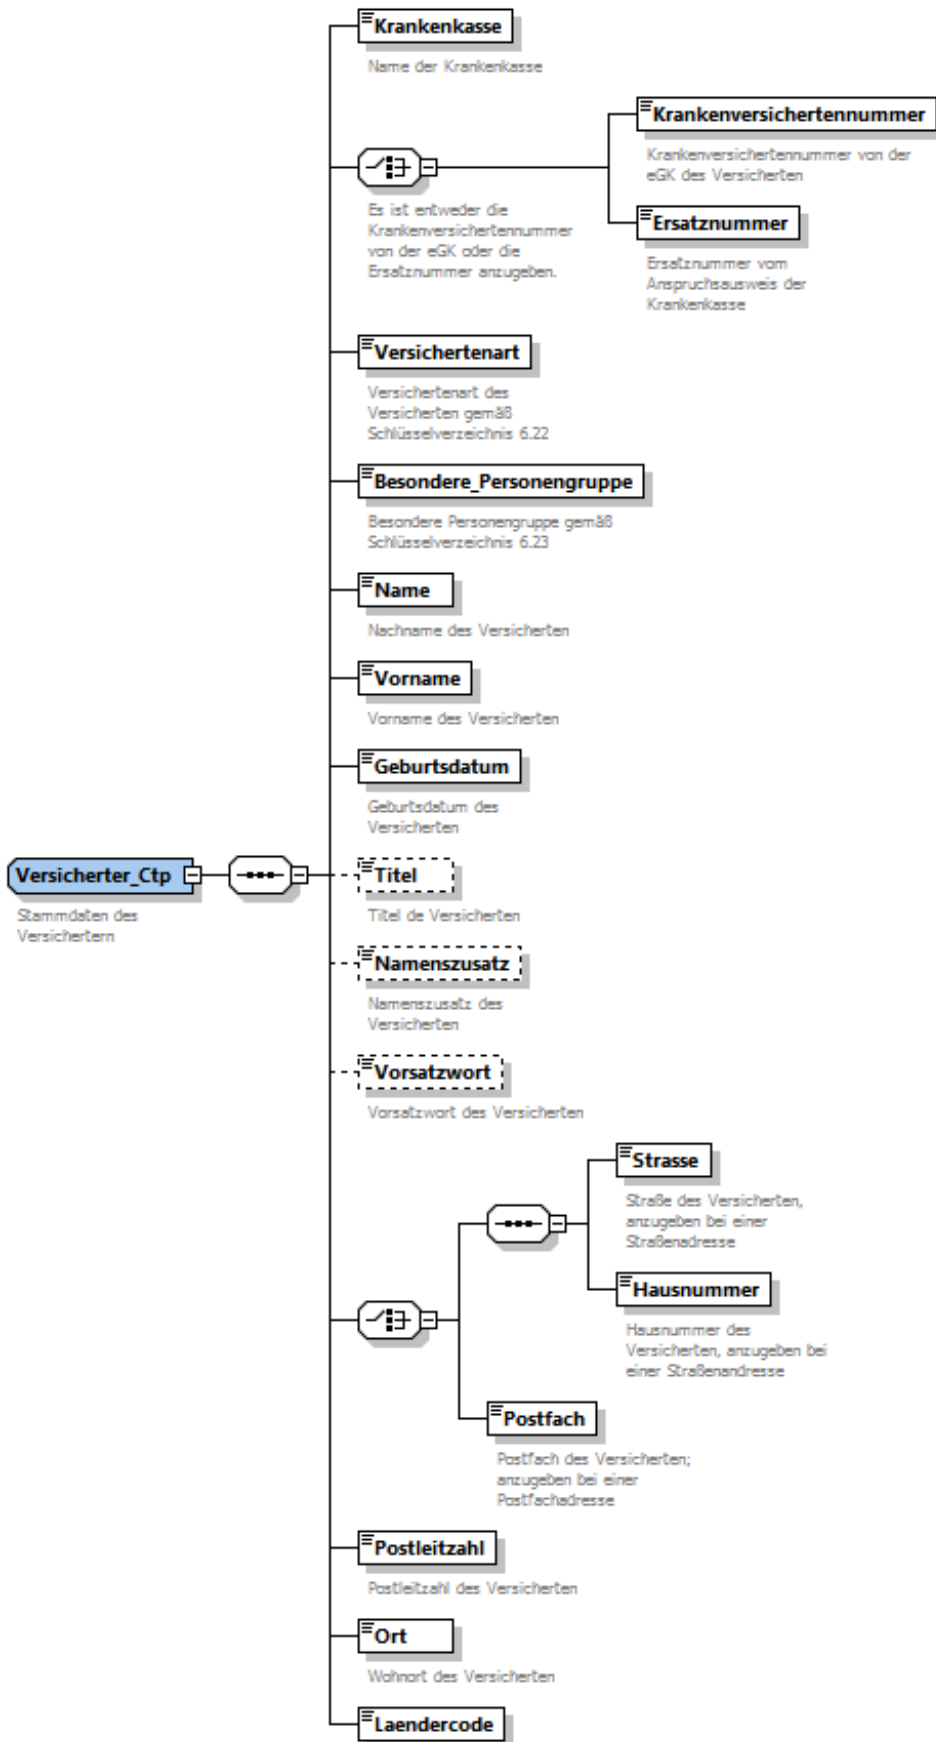 Krankenkasse
Name der Krankenkasse
Krankenversichertennummer
Krankenversichertennummer von der
eGK des Versicherten
Es ist entweder die
Krankenversichertennummer
von der eGK oder die
Ersatznummer anzugeben.
Ersatznummer
Ersatznummer vom
Anspruchsausweis der
Krankenkasse
Versichertenart
Versichertenart des
Versicherten gemäß
Schlüsselverzeichnis 6.22
Besondere_Personengruppe
Besondere Personengruppe gemäß
Schlüsselverzeichnis 6.23
Name
Nachname des Versicherten
Vorname
Vorname des Versicherten
Geburtsdatum
Geburtsdatum des
Versicherten
Versicherter_Ctp
Stammdaten des
Versichertern
Titel
Titel de Versicherten
Namenszusatz
Namenszusatz des
Versicherten
Vorsatzwort
Vorsatzwort des Versicherten
Strasse
Straße des Versicherten,
anzugeben bei einer
Straßenadresse
Hausnummer
Hausnummer des
Versicherten, anzugeben bei
einer Straßenandresse
Postfach
Postfach des Versicherten;
anzugeben bei einer
Postfachadresse
Postleitzahl
Postleitzahl des Versicherten
Ort
Wohnort des Versicherten
Laendercode